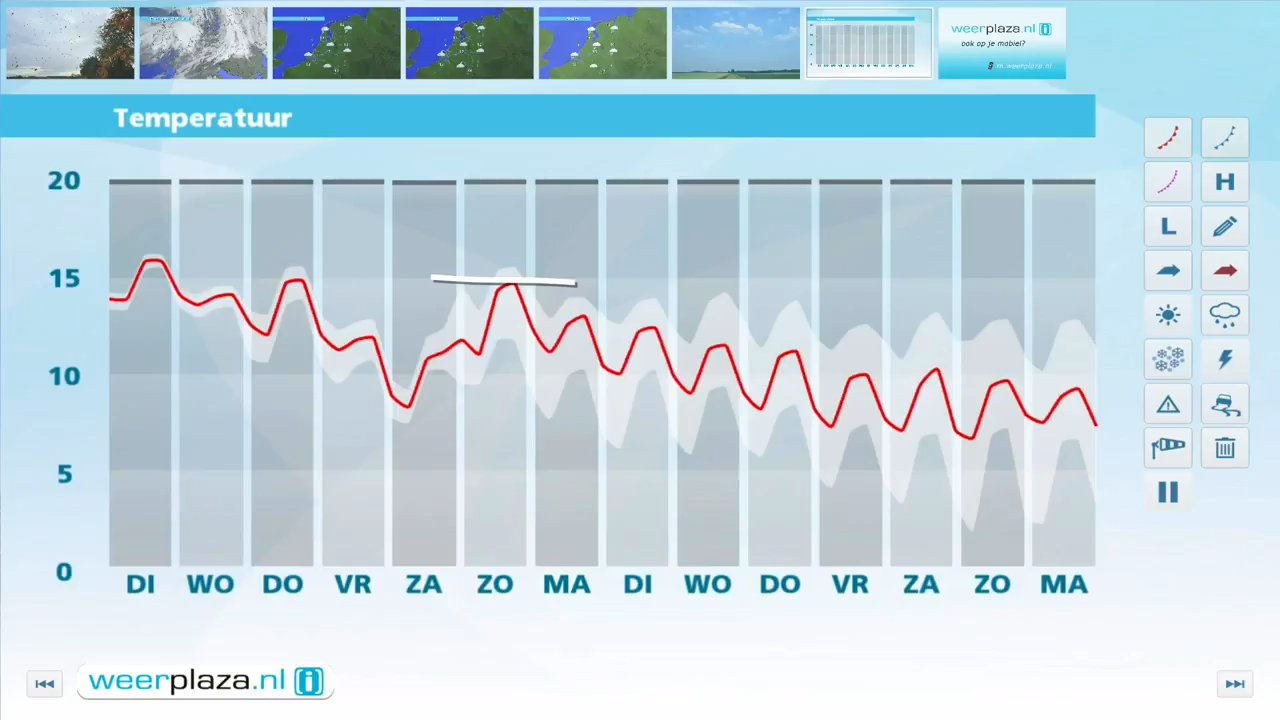 weerplaza.nl
ook op je mobiel?
m.weerplaza.nl
Temperatuur
20
15
10
5
0
H
L
DI WO DO VR ZA ZO MA DI WO DO VR ZA ZO MA
weerplaza.nl